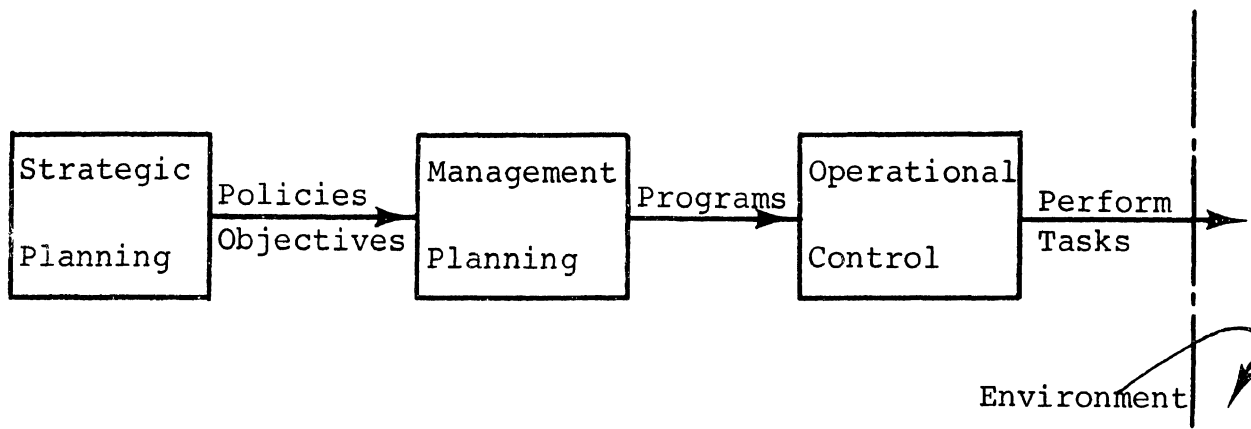 Strategic
Planning
Policies
Objectives
Management
Planning
Programs
Operational
Control
Perform
Tasks
Environment